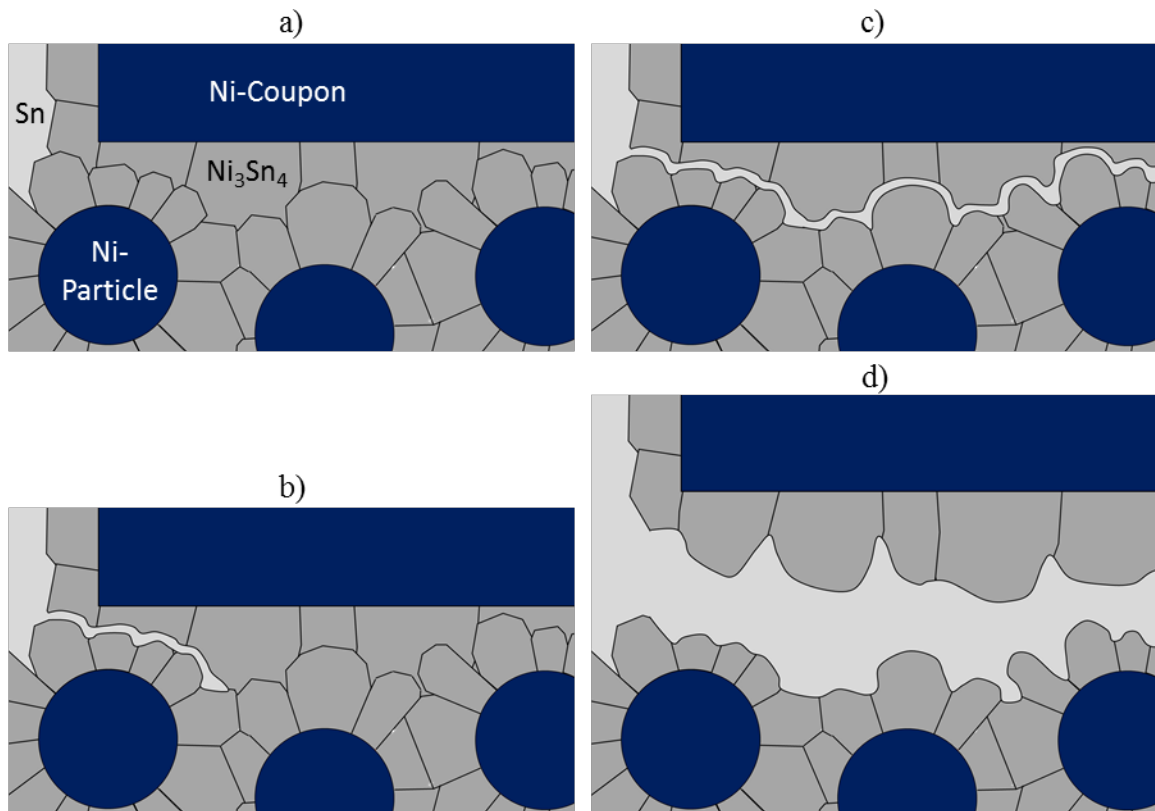 a)
Ni-Coupon
Sn
Ni₃Sn₄
Ni-
Particle
b)
c)
d)